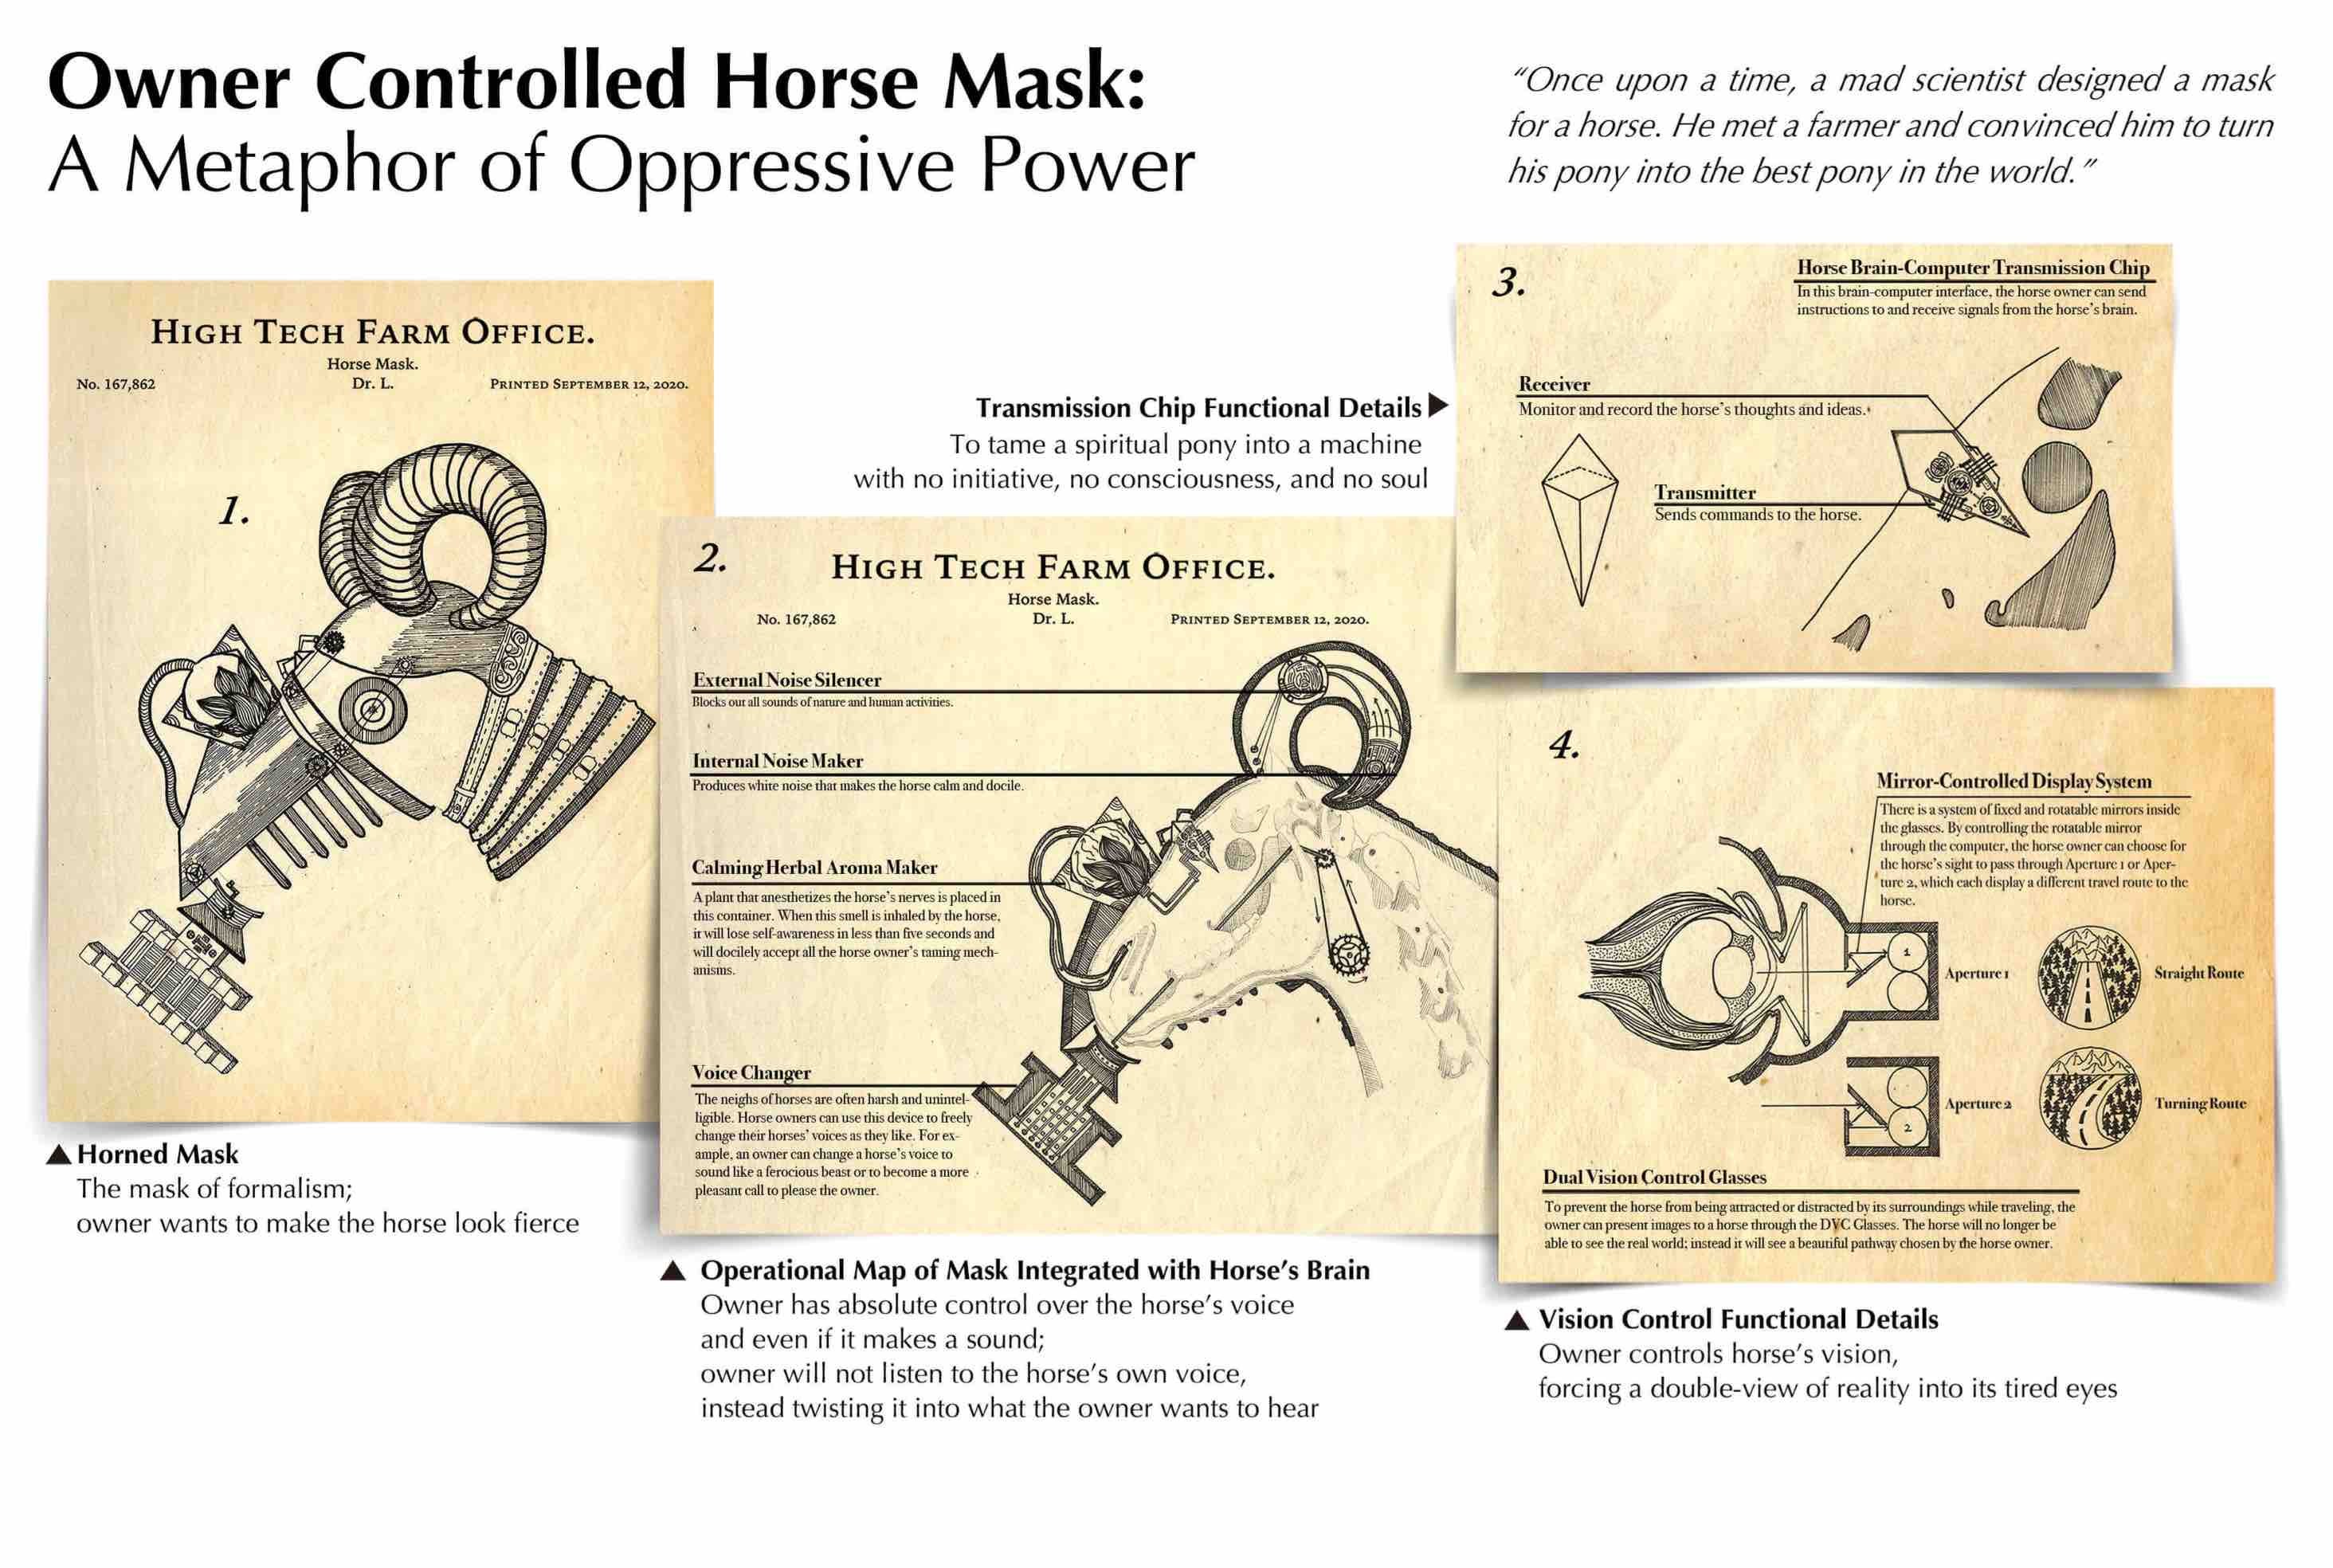 Owner Controlled Horse Mask:
A Metaphor of Oppressive Power
“Once upon a time, a mad scientist designed a mask
for a horse. He met a farmer and convinced him to turn
his pony into the best pony in the world.”
High Tech Farm Office.
Horse Mask.
No. 167,862
Dr. L.
Printed September 12, 2020.
1.
▲ Horned Mask
The mask of formalism;
owner wants to make the horse look fierce
2.
High Tech Farm Office.
Horse Mask.
No. 167,862
Dr. L.
Printed September 12, 2020.
External Noise Silencer
Blocks out all sounds of nature and human activities.
Internal Noise Maker
Produces white noise that makes the horse calm and docile.
Calming Herbal Aroma Maker
A plant that anesthetizes the horse’s nerves is placed in
this container. When this smell is inhaled by the horse,
it will lose self-awareness in less than five seconds and
will docilely accept all the horse owner’s taming mech-
anisms.
Voice Changer
The neighs of horses are often harsh and unintel-
ligible. Horse owners can use this device to freely
change their horses’ voices as they like. For ex-
ample, an owner can change a horse’s voice to
sound like a ferocious beast or to become a more
pleasant call to please the owner.
▲ Operational Map of Mask Integrated with Horse’s Brain
Owner has absolute control over the horse’s voice
and even if it makes a sound;
owner will not listen to the horse’s own voice,
instead twisting it into what the owner wants to hear
Transmission Chip Functional Details ▶
To tame a spiritual pony into a machine
with no initiative, no consciousness, and no soul
3.
Horse Brain-Computer Transmission Chip
In this brain-computer interface, the horse owner can send
instructions to and receive signals from the horse’s brain.
Receiver
Monitor and record the horse’s thoughts and ideas.
Transmitter
Sends commands to the horse.
4.
Mirror-Controlled Display System
There is a system of fixed and rotatable mirrors inside
the glasses. By controlling the rotatable mirror
through the computer, the horse owner can choose for
the horse’s sight to pass through Aperture 1 or Aper-
ture 2, which each display a different travel route to the
horse.
1
Aperture 1
Straight Route
2
Aperture 2
Turning Route
Dual Vision Control Glasses
To prevent the horse from being attracted or distracted by its surroundings while traveling, the
owner can present images to a horse through the DVC Glasses. The horse will no longer be
able to see the real world; instead it will see a beautiful pathway chosen by the horse owner.
▲ Vision Control Functional Details
Owner controls horse’s vision,
forcing a double-view of reality into its tired eyes